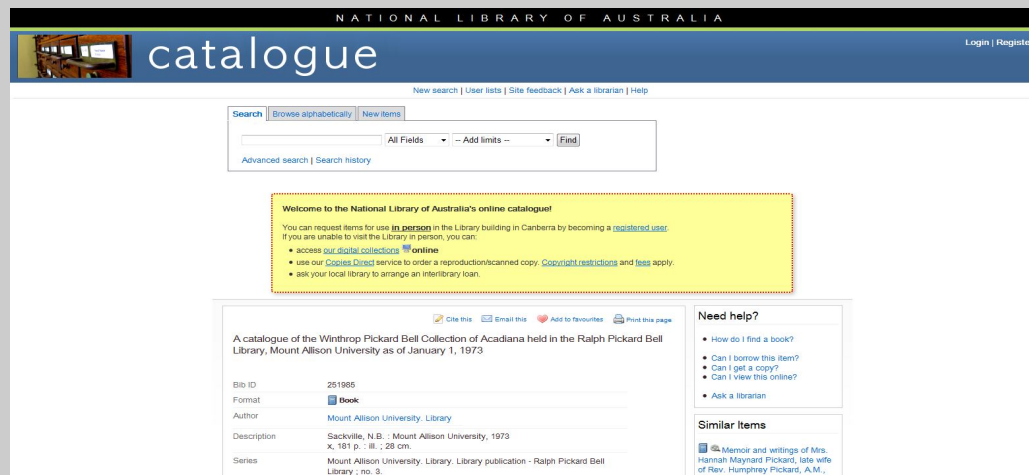 NATIONAL LIBRARY OF AUSTRALIA
catalogue
Login | Registe
New search | User lists | Site feedback | Ask a librarian | Help
Search Browse alphabetically New items
All Fields -- Add limits -- Find
Advanced search | Search history
Welcome to the National Library of Australia's online catalogue!
You can request items for use in person in the Library building in Canberra by becoming a registered user.
If you are unable to visit the Library in person, you can:
• access our digital collections online
• use our Copies Direct service to order a reproduction/scanned copy. Copyright restrictions and fees apply.
• ask your local library to arrange an interlibrary loan.
Cite this Email this Add to favourites Print this page
A catalogue of the Winthrop Pickard Bell Collection of Acadiana held in the Ralph Pickard Bell
Library, Mount Allison University as of January 1, 1973
Bib ID 251985
Format Book
Author Mount Allison University. Library
Description Sackville, N.B. : Mount Allison University, 1973
x, 181 p. : ill. ; 28 cm.
Series Mount Allison University. Library. Library publication - Ralph Pickard Bell
Library ; no. 3.
Need help?
• How do I find a book?
• Can I borrow this item?
• Can I get a copy?
• Can I view this online?
• Ask a librarian
Similar Items
Memoir and writings of Mrs.
Hannah Maynard Pickard, late wife
of Rev. Humphrey Pickard, A.M.,